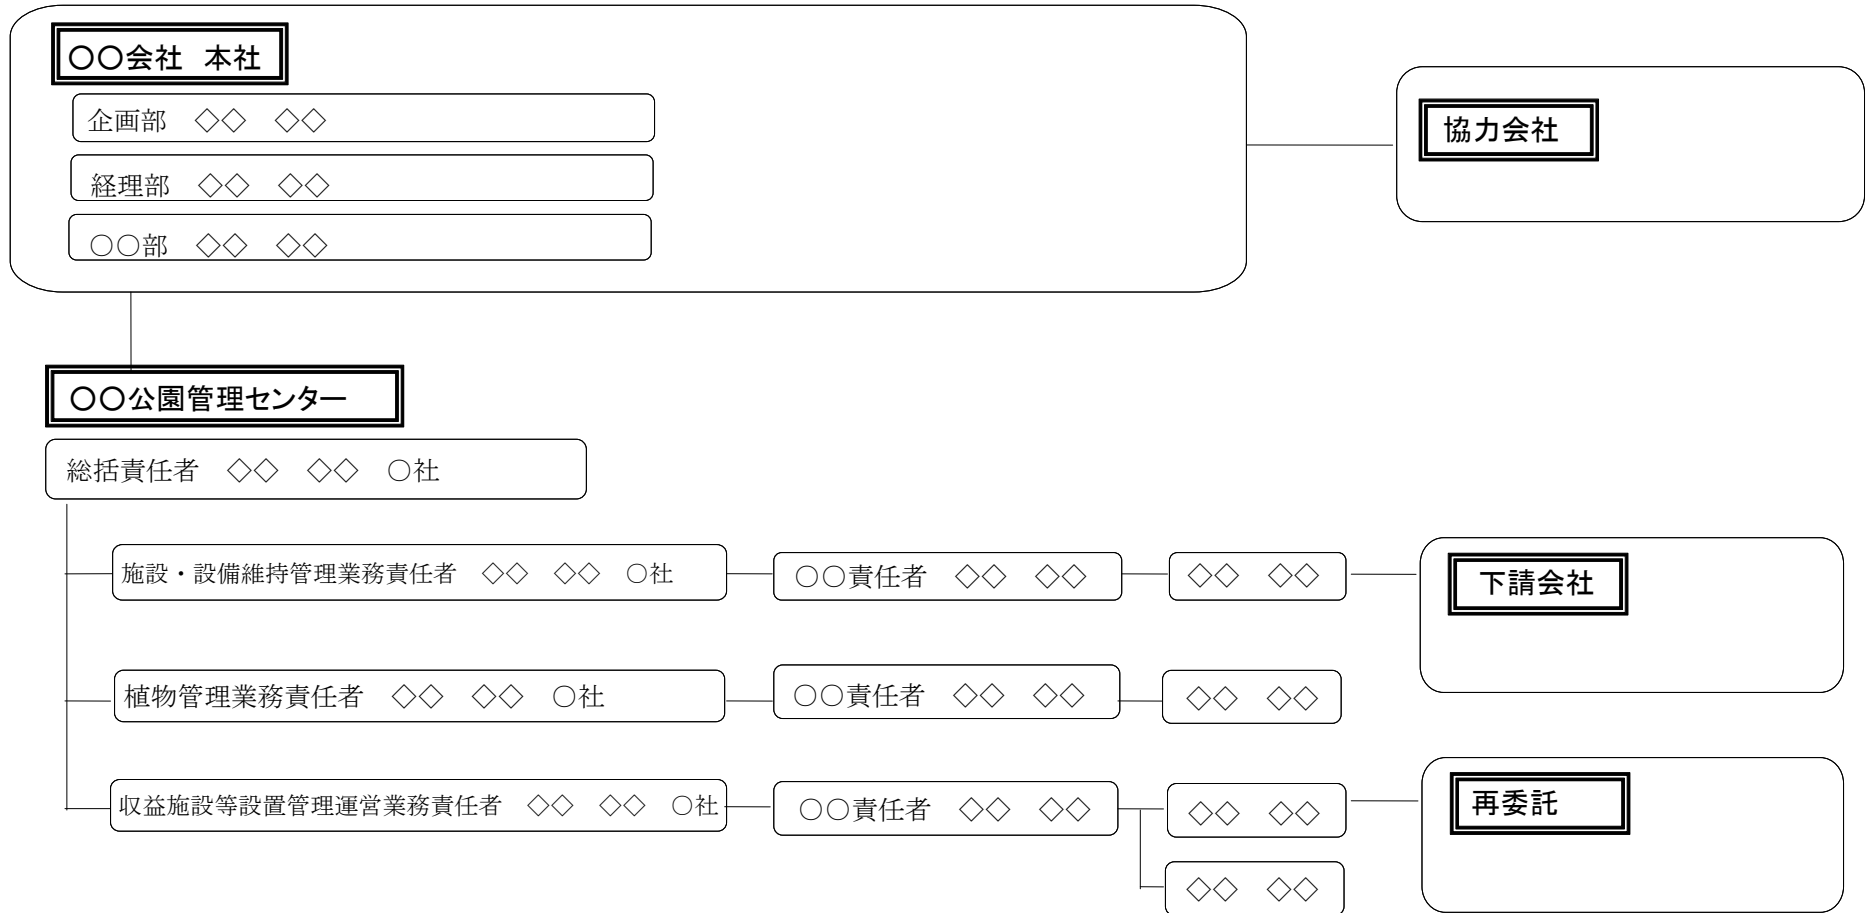 〇〇会社　本社
企画部　◇◇　◇◇
経理部　◇◇　◇◇
○○部　◇◇　◇◇
協力会社
〇〇公園管理センター
総括責任者　◇◇　◇◇　○社
施設・設備維持管理業務責任者　◇◇　◇◇　○社
○○責任者　◇◇　◇◇
◇◇　◇◇
下請会社
植物管理業務責任者　◇◇　◇◇　○社
○○責任者　◇◇　◇◇
◇◇　◇◇
収益施設等設置管理運営業務責任者　◇◇　◇◇　○社
○○責任者　◇◇　◇◇
◇◇　◇◇
再委託
◇◇　◇◇